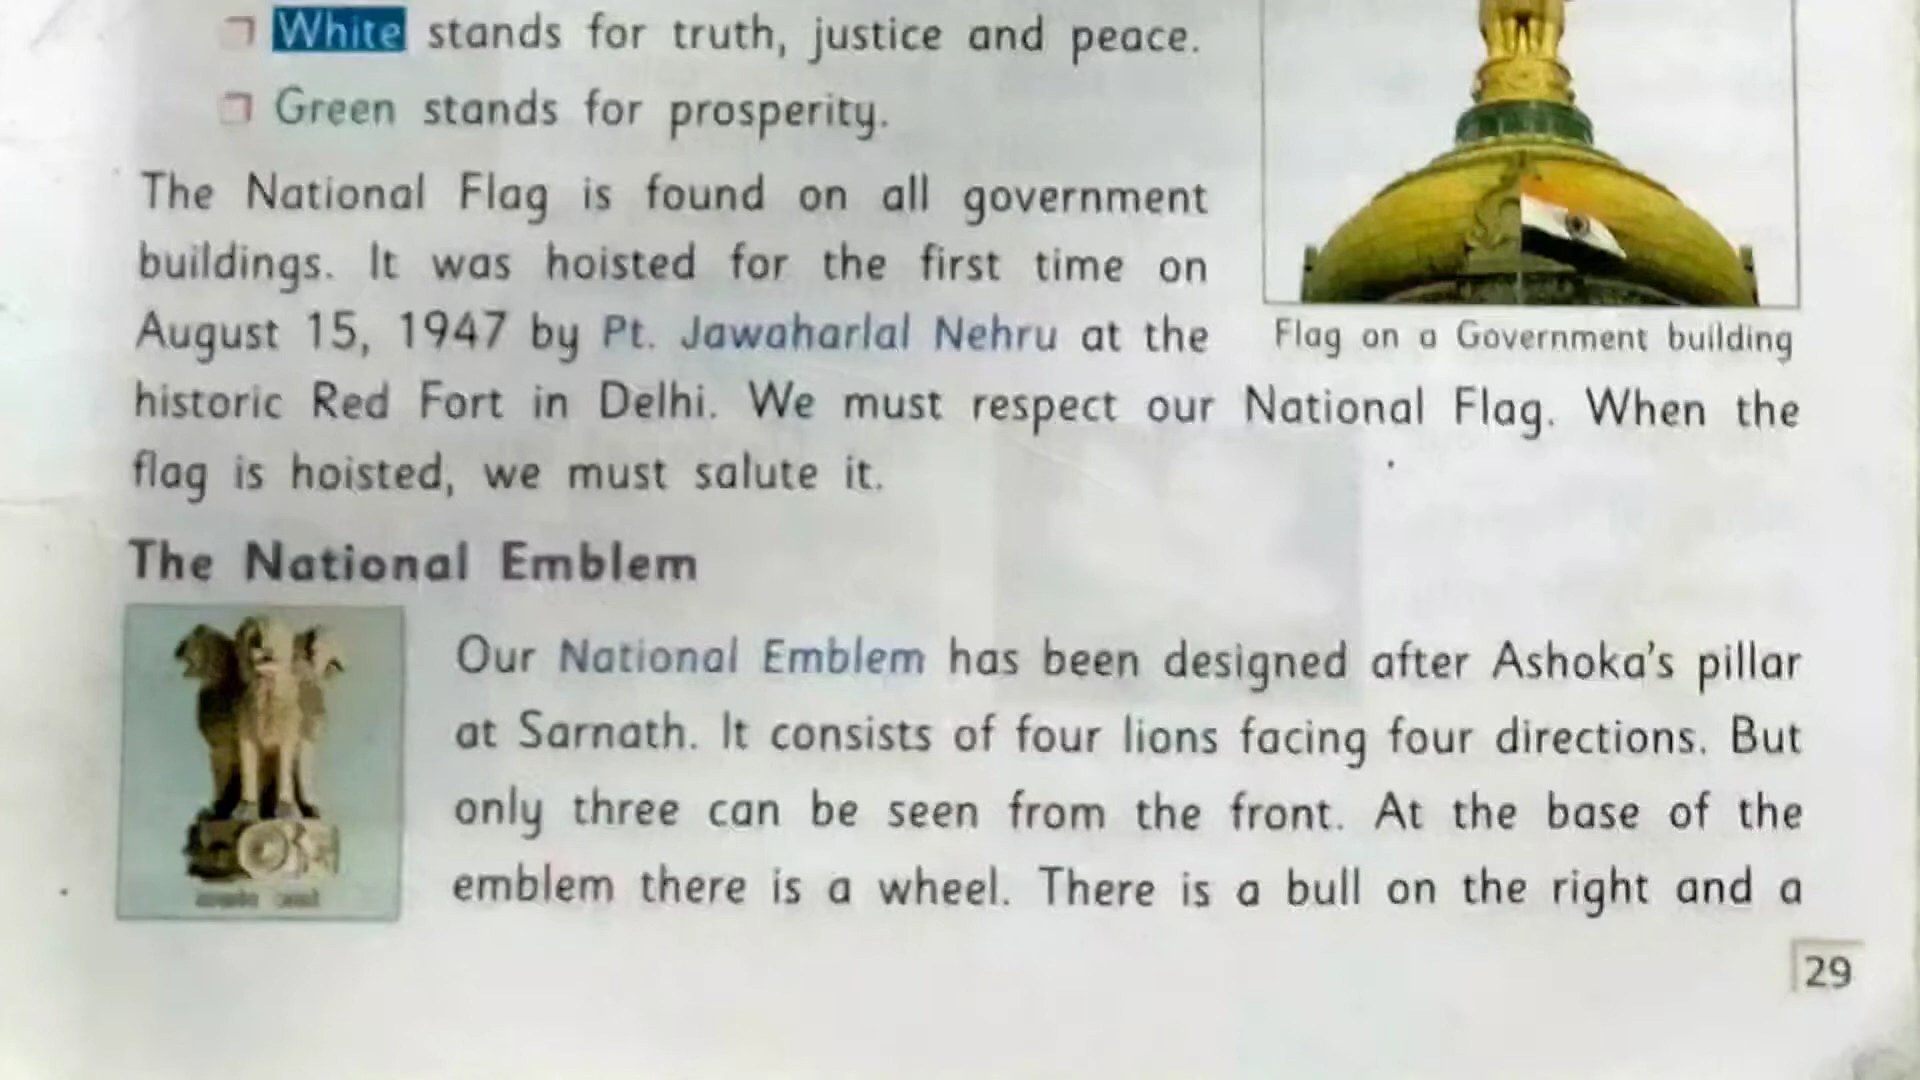 White stands for truth, justice and peace.
Green stands for prosperity.
The National Flag is found on all government
buildings. It was hoisted for the first time on
August 15, 1947 by Pt. Jawaharlal Nehru at the
historic Red Fort in Delhi. We must respect our National Flag. When the
flag is hoisted, we must salute it.
Flag on a Government building
The National Emblem
Our National Emblem has been designed after Ashoka's pillar
at Sarnath. It consists of four lions facing four directions. But
only three can be seen from the front. At the base of the
emblem there is a wheel. There is a bull on the right and a
29